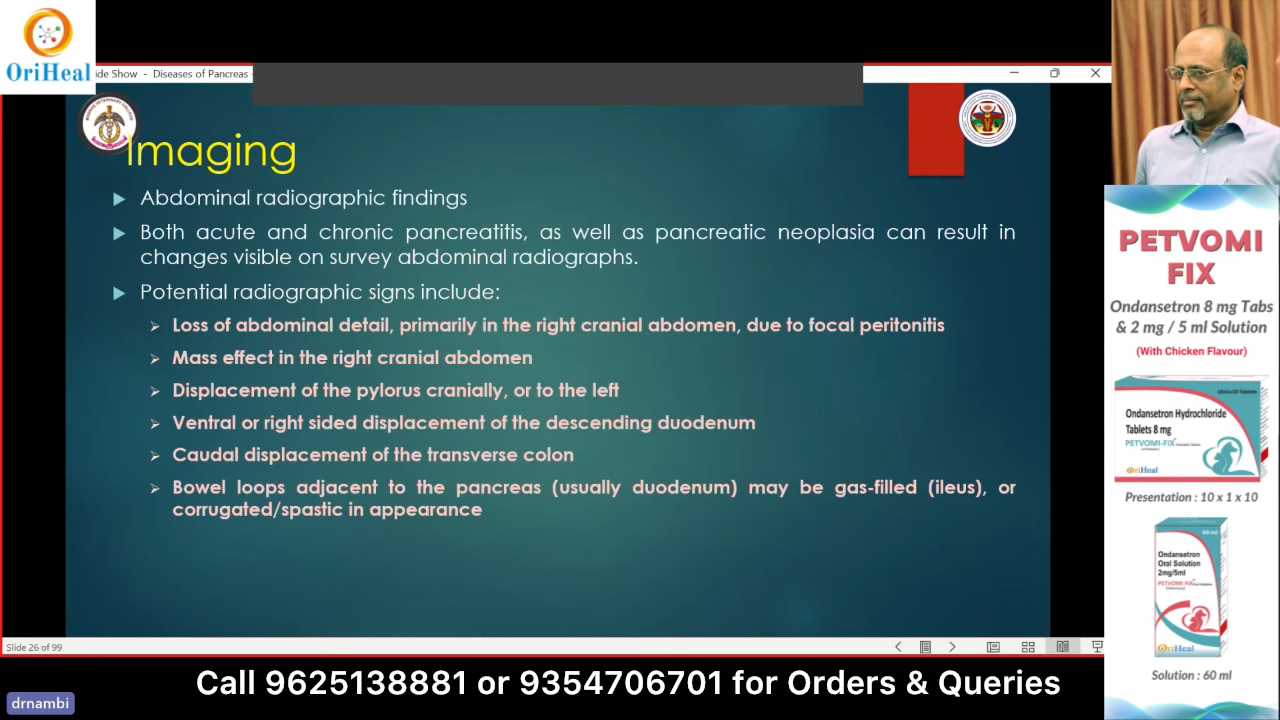 OriHeal
ide Show - Diseases of Pancreas -
Imaging
Abdominal radiographic findings
Both acute and chronic pancreatitis, as well as pancreatic neoplasia can result in
changes visible on survey abdominal radiographs.
Potential radiographic signs include:
Loss of abdominal detail, primarily in the right cranial abdomen, due to focal peritonitis
Mass effect in the right cranial abdomen
Displacement of the pylorus cranially, or to the left
Ventral or right sided displacement of the descending duodenum
Caudal displacement of the transverse colon
Bowel loops adjacent to the pancreas (usually duodenum) may be gas-filled (ileus), or
corrugated/spastic in appearance
Slide 26 of 99
PETVOMI
FIX
Ondansetron 8 mg Tabs
& 2 mg / 5 ml Solution
(With Chicken Flavour)
Ondansetron Hydrochloride
Tablets 8 mg
PETVOMI-FIX
OriHeal
Presentation : 10 x 1 x 10
60 ml
Ondansetron
Oral Solution
2mg/5ml
PETVOMI-FIX
OriHeal
Solution : 60 ml
Call 9625138881 or 9354706701 for Orders & Queries
drnambi